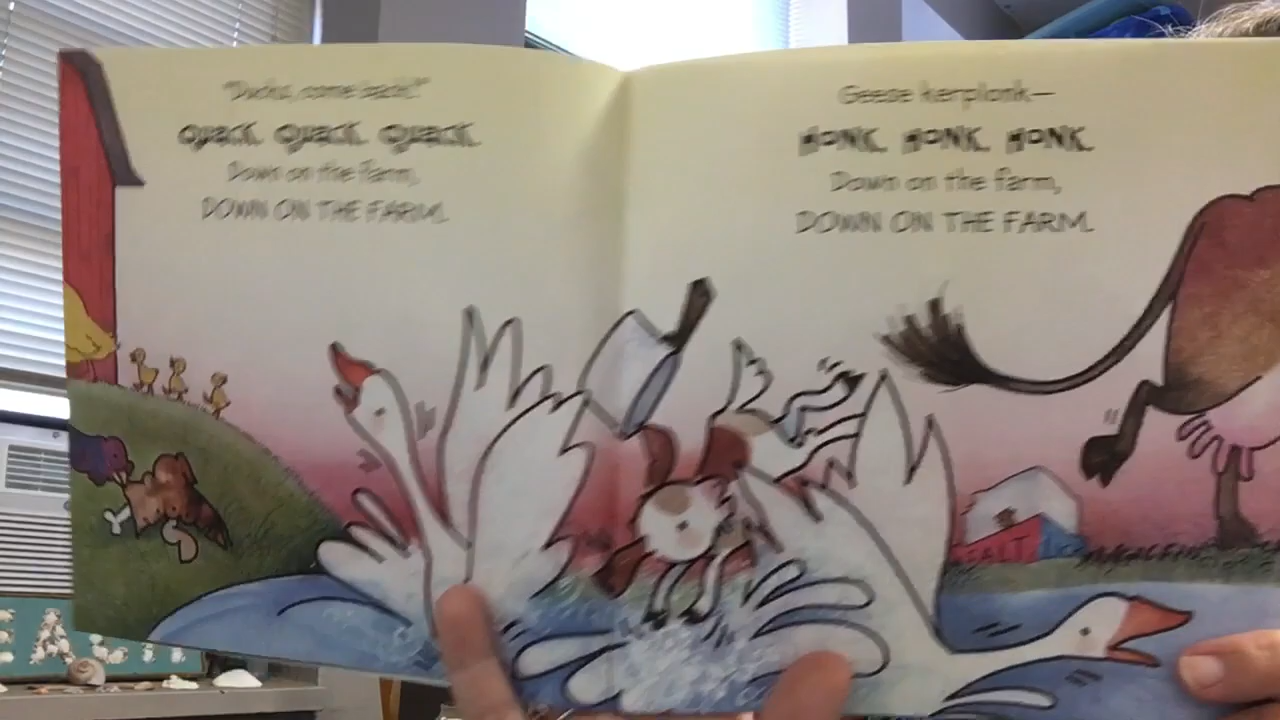 "Ducks, come back!"
QUACK QUACK QUACK
Down on the farm,
DOWN ON THE FARM.
Geese kerplonk—
HONK HONK HONK
Down on the farm,
DOWN ON THE FARM.
SALT